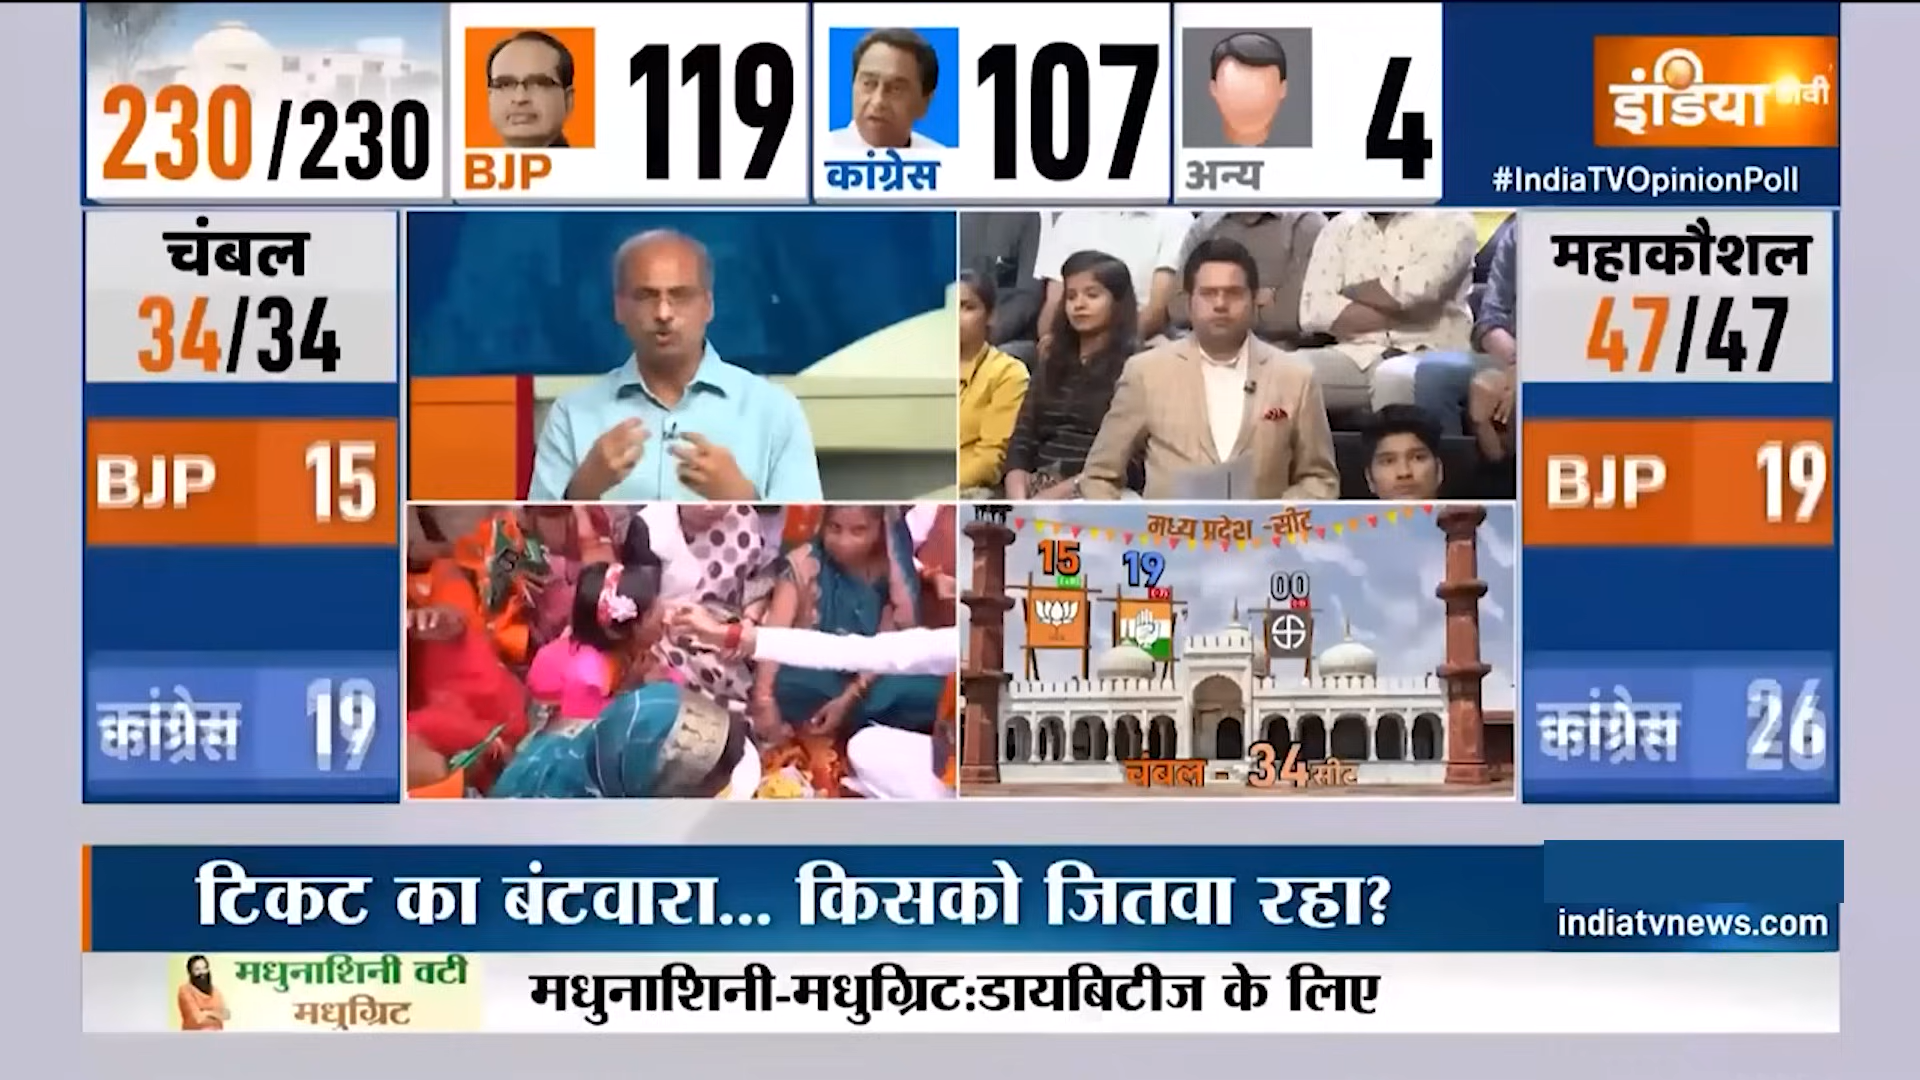 230/230
BJP 119
कांग्रेस 107
अन्य 4
इंडिया टीवी
#IndiaTVOpinionPoll
चंबल
34/34
BJP 15
कांग्रेस 19
मध्य प्रदेश -सीट
15 19 00
चंबल - 34 सीट
महाकौशल
47/47
BJP 19
कांग्रेस 26
टिकट का बंटवारा... किसको जितवा रहा?
indiatvnews.com
मधुनाशिनी वटी
मधुग्रिट
मधुनाशिनी-मधुग्रिट:डायबिटीज के लिए